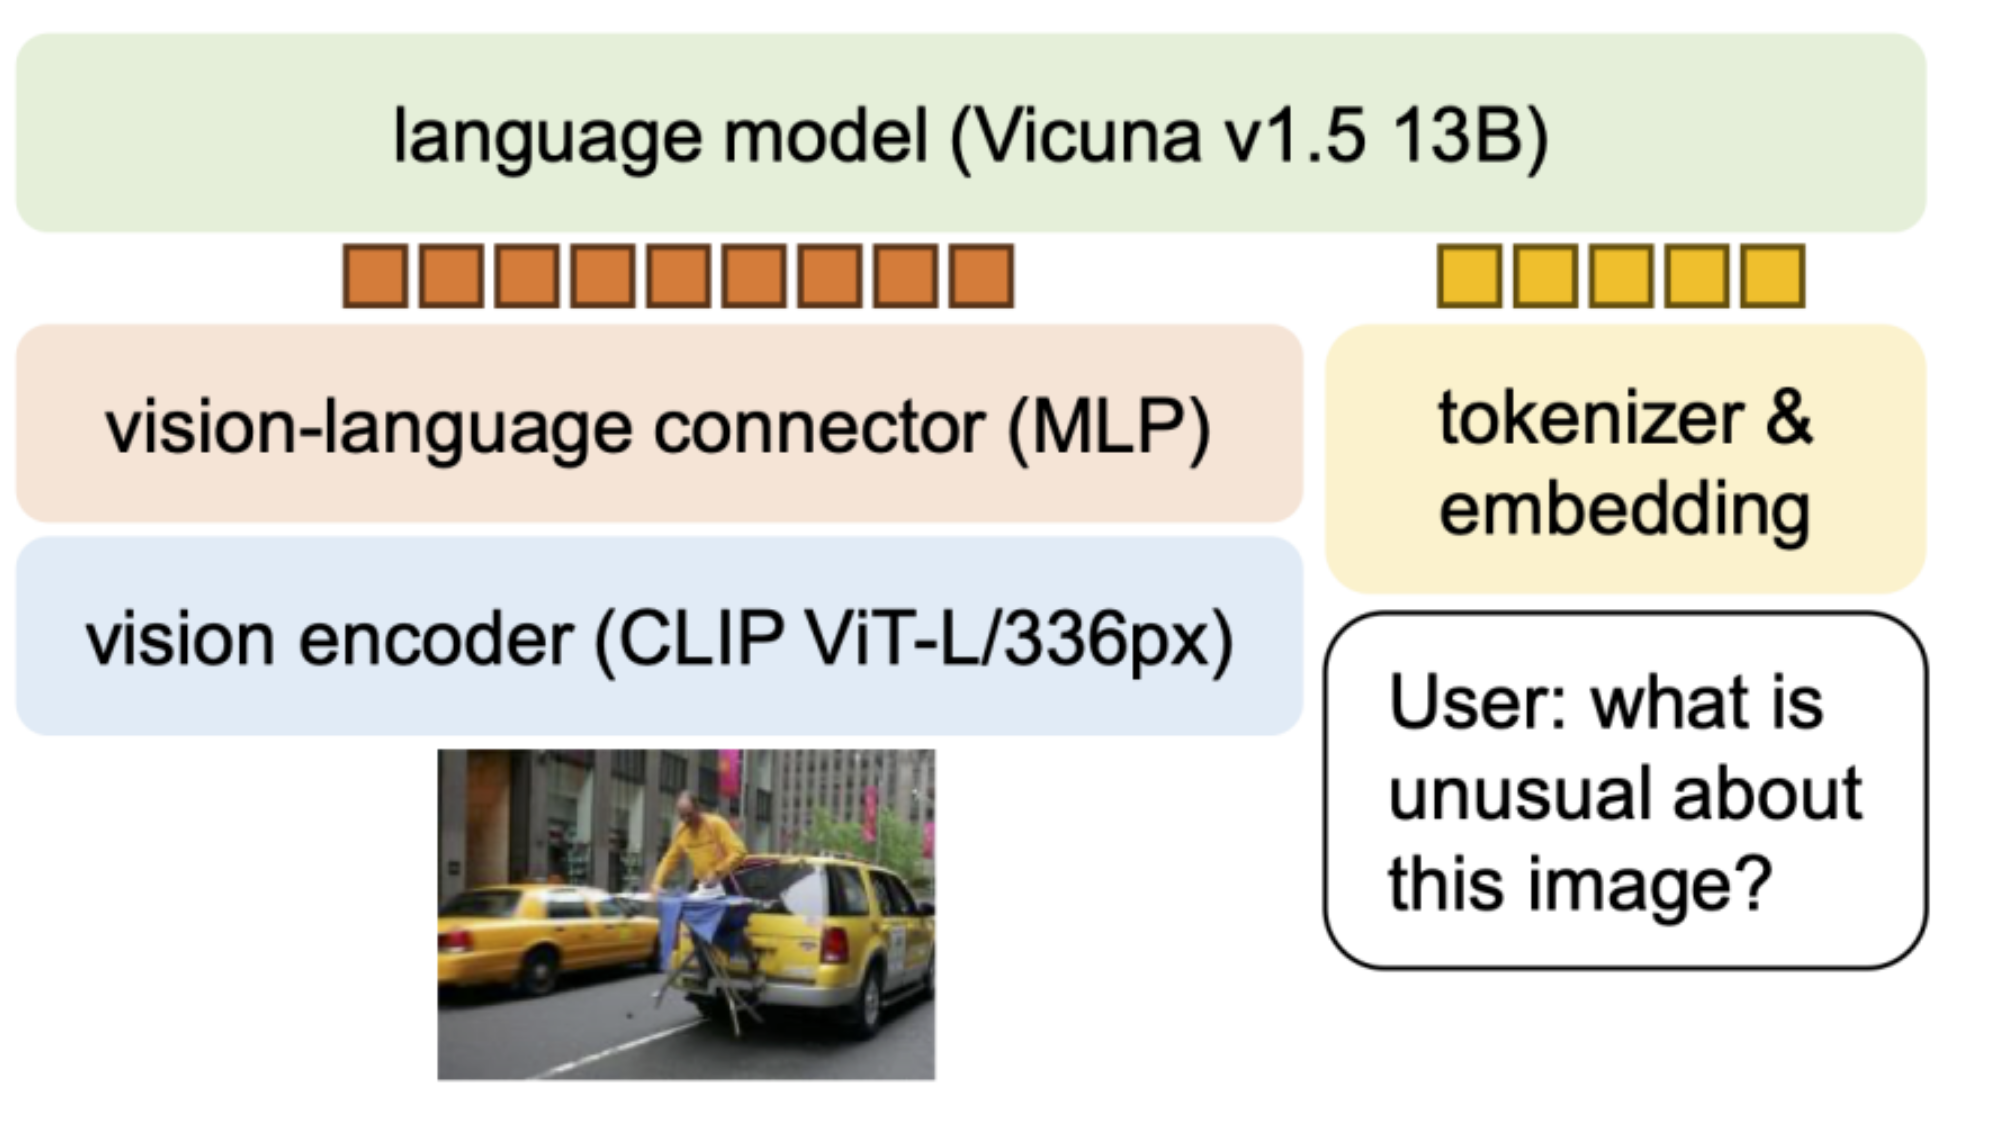 language model (Vicuna v1.5 13B)
vision-language connector (MLP)
tokenizer &
embedding
vision encoder (CLIP ViT-L/336px)
User: what is
unusual about
this image?